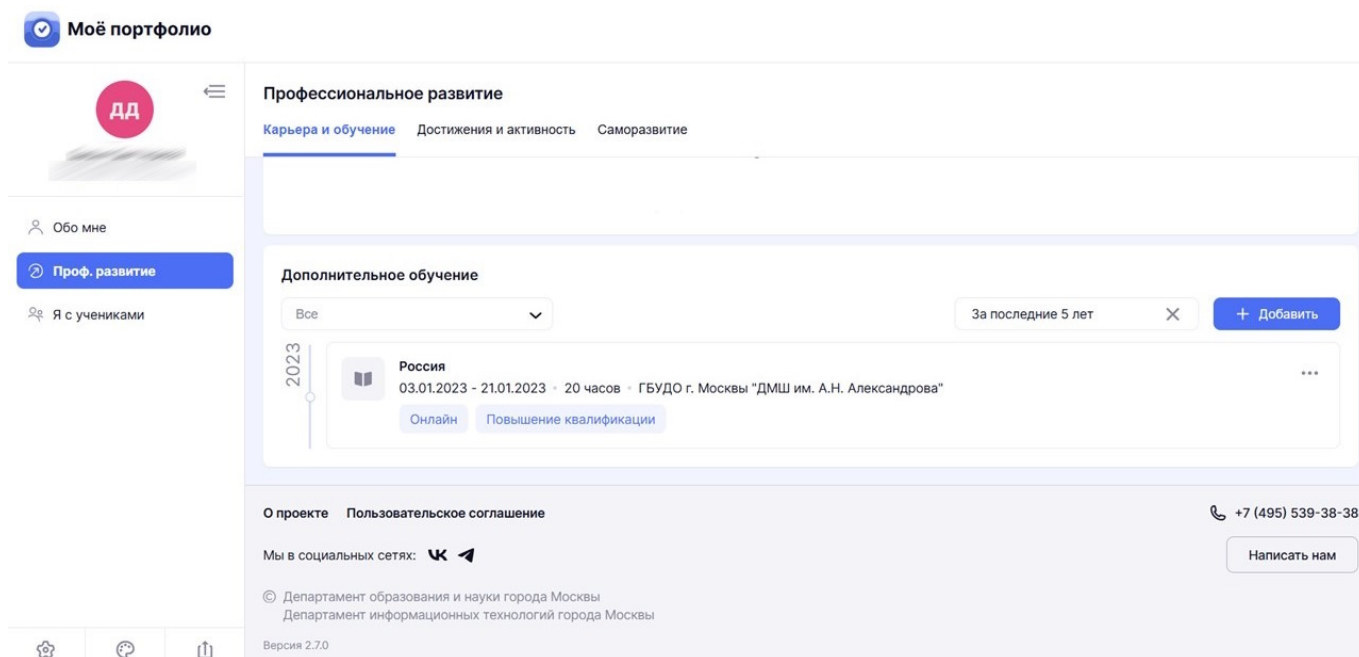 Моё портфолио
ДД
Обо мне
Проф. развитие
Я с учениками
Профессиональное развитие
Карьера и обучение Достижения и активность Саморазвитие
Дополнительное обучение
Все
За последние 5 лет
+ Добавить
2023
Россия
03.01.2023 - 21.01.2023 • 20 часов • ГБУДО г. Москвы "ДМШ им. А.Н. Александрова"
Онлайн Повышение квалификации
О проекте Пользовательское соглашение
+7 (495) 539-38-38
Мы в социальных сетях:
Написать нам
© Департамент образования и науки города Москвы
Департамент информационных технологий города Москвы
Версия 2.7.0